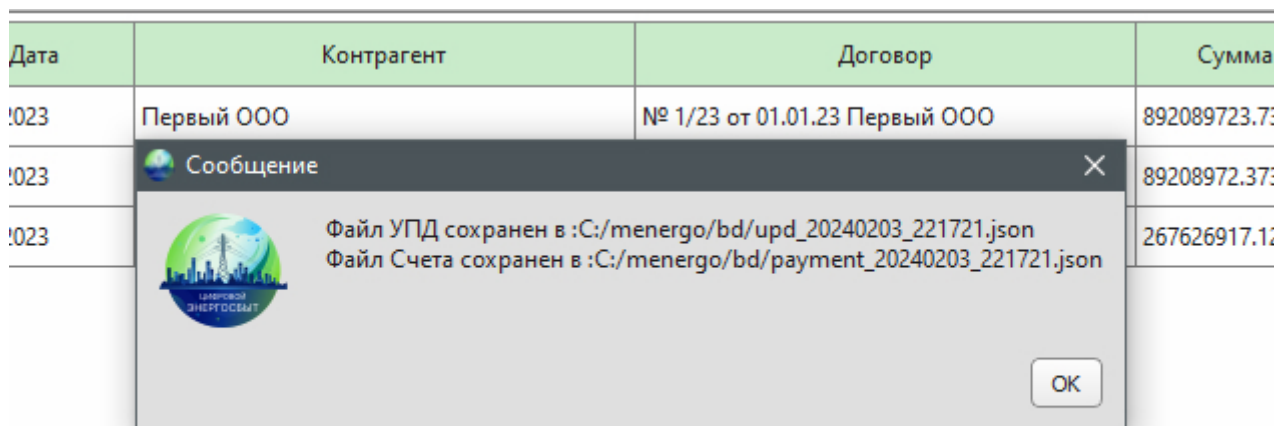 Дата Контрагент Договор Сумма
2023 Первый ООО № 1/23 от 01.01.23 Первый ООО 892089723.73
Сообщение
2023 89208972.373
Файл УПД сохранен в :C:/menergo/bd/upd_20240203_221721.json
2023 267626917.12
Файл Счета сохранен в :C:/menergo/bd/payment_20240203_221721.json
ЦИФРОВОЙ
ЭНЕРГОСБЫТ
OK